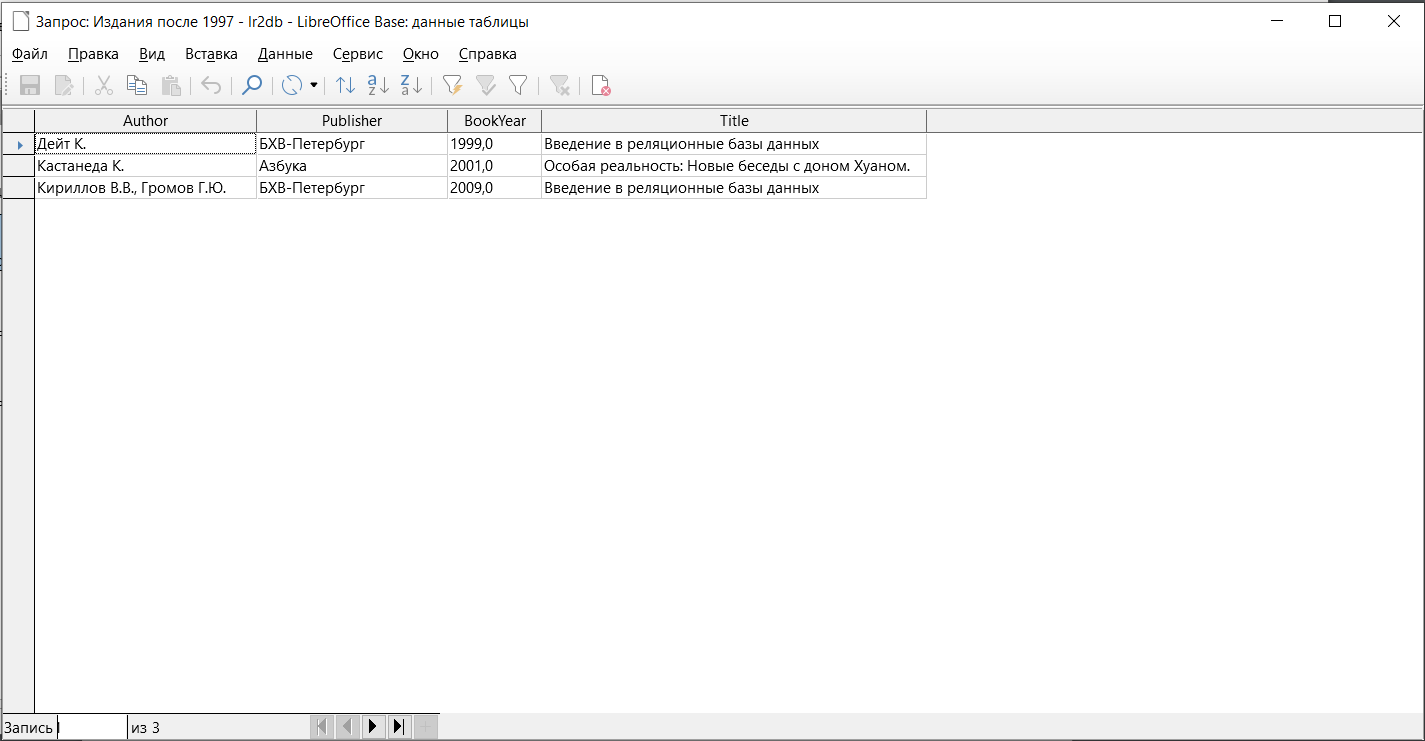 Запрос: Издания после 1997 - lr2db - LibreOffice Base: данные таблицы
Файл Правка Вид Вставка Данные Сервис Окно Справка
Author Publisher BookYear Title
Дейт К. БХВ-Петербург 1999,0 Введение в реляционные базы данных
Кастанеда К. Азбука 2001,0 Особая реальность: Новые беседы с доном Хуаном.
Кириллов В.В., Громов Г.Ю. БХВ-Петербург 2009,0 Введение в реляционные базы данных
Запись из 3